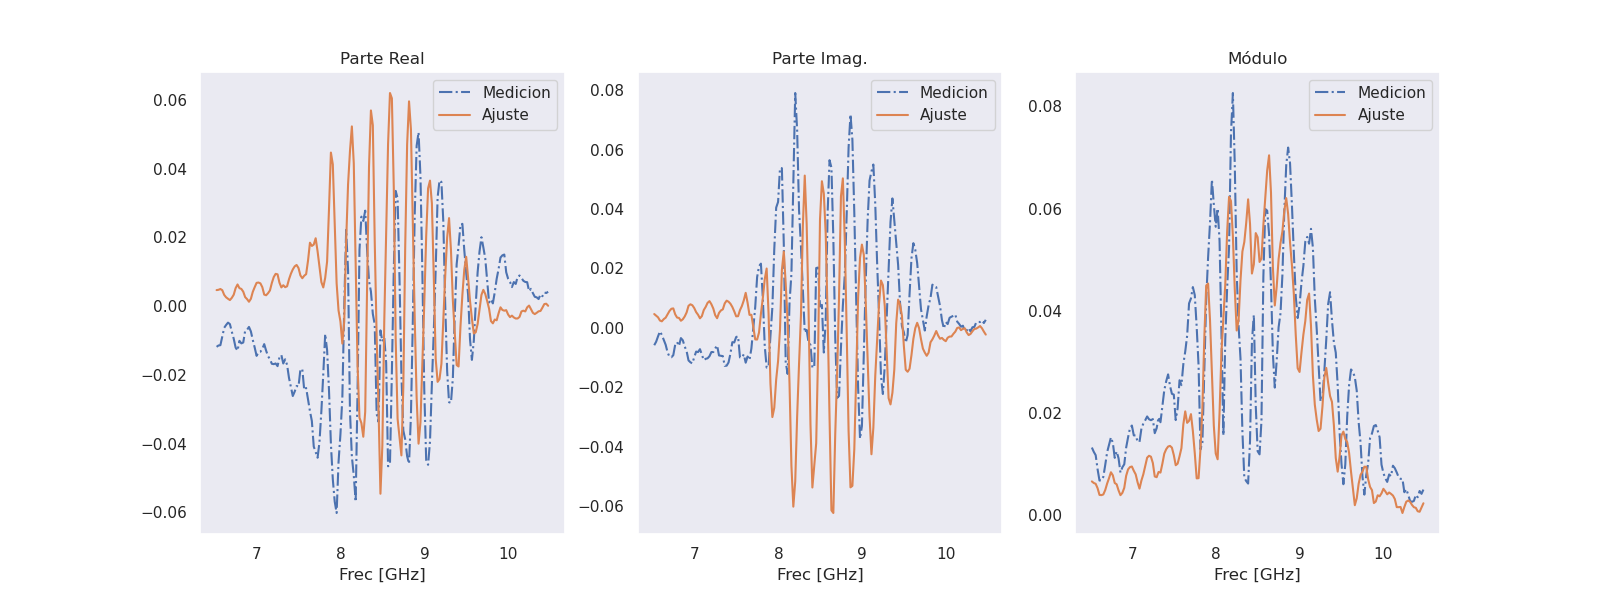 Parte Real
Medicion
Ajuste
0.06
0.04
0.02
0.00
−0.02
−0.04
−0.06
7 8 9 10
Frec [GHz]
Parte Imag.
Medicion
Ajuste
0.08
0.06
0.04
0.02
0.00
−0.02
−0.04
−0.06
7 8 9 10
Frec [GHz]
Módulo
Medicion
Ajuste
0.08
0.06
0.04
0.02
0.00
7 8 9 10
Frec [GHz]